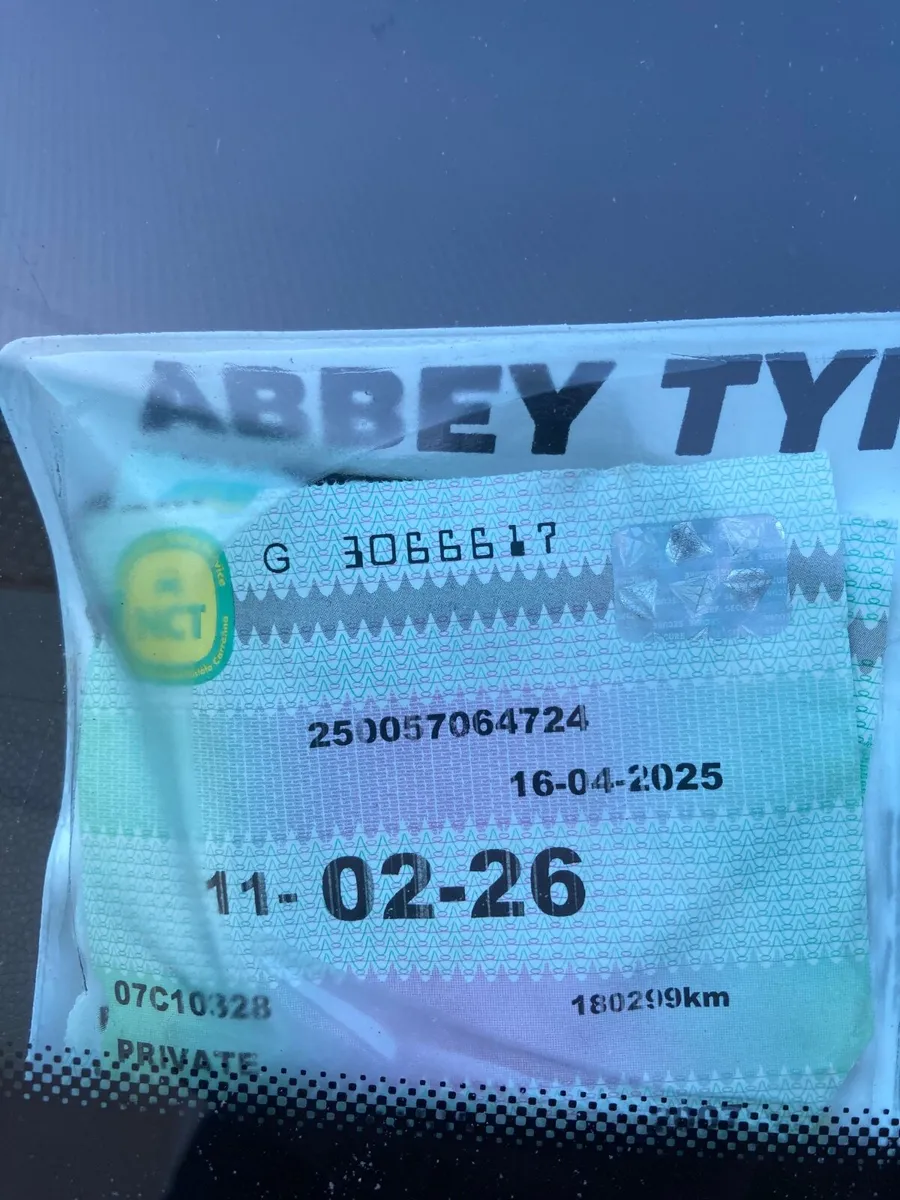 ABBEY TY
G 3066617
NCT
250057064724
16-04-2025
11-02-26
07C10328
180299km
PRIVATE